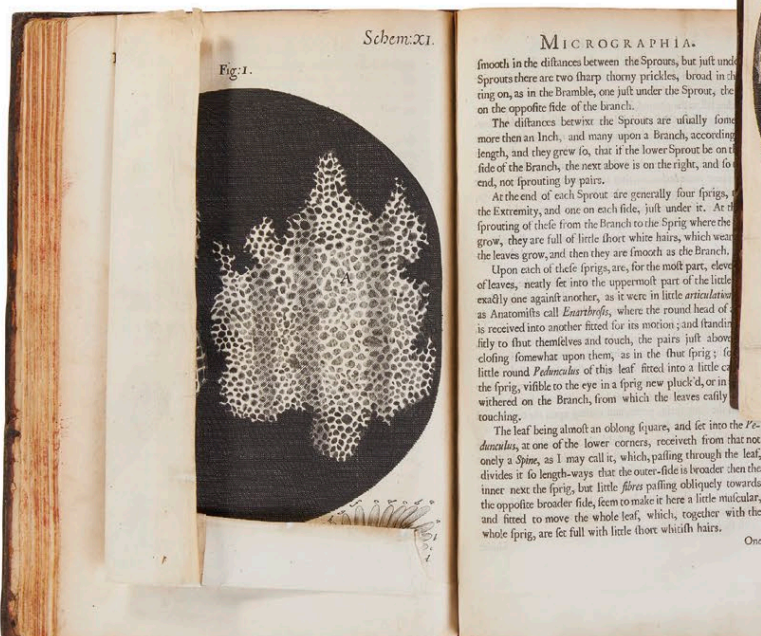 Schem:XI.
Fig:1.
A
MICROGRAPHIA.
ſmooth in the diſtances between the Sprouts, but juſt
Sprouts there are two ſharp thorny prickles, broad in
ring on, as in the Bramble, one juſt under the Sprout, the
on the oppoſite ſide of the branch.
The diſtances betwixt the Sprouts are uſually
more then an Inch, and many upon a Branch, according
length, and they grew ſo, that if the lower Sprout be on
ſide of the Branch, the next above is on the right, and ſo
end, not ſprouting by pairs.
At the end of each Sprout are generally four ſprigs,
the Extremity, and one on each ſide, juſt under it. At
ſprouting of theſe from the Branch to the Sprig where the
grow, they are full of little ſhort white hairs, which
the leaves grow, and then they are ſmooth as the Branch.
Upon each of theſe ſprigs, are, for the moſt part,
of leaves, neatly ſet into the uppermoſt part of the little
exactly one againſt another, as it were in little
as Anatomiſts call Enarthroſis, where the round head of
is received into another fitted for its motion; and
fitly to ſhut themſelves and touch, the pairs juſt
cloſing ſomewhat upon them, as in the ſhut ſprig;
little round Pedunculus of this leaf fitted into a little
the ſprig, viſible to the eye in a ſprig new pluck'd, or in
withered on the Branch, from which the leaves eaſily
touching.
The leaf being almoſt an oblong ſquare, and ſet into the Pe-
dunculus, at one of the lower corners, receiveth from that not
onely a Spine, as I may call it, which, paſſing through the leaf,
divides it ſo length-ways that the outer-ſide is broader then the
inner next the ſprig, but little fibres paſſing obliquely towards
the oppoſite broader ſide, ſeem to make it here a little muſcular,
and fitted to move the whole leaf, which, together with the
whole ſprig, are ſet full with little ſhort whitiſh hairs.
One